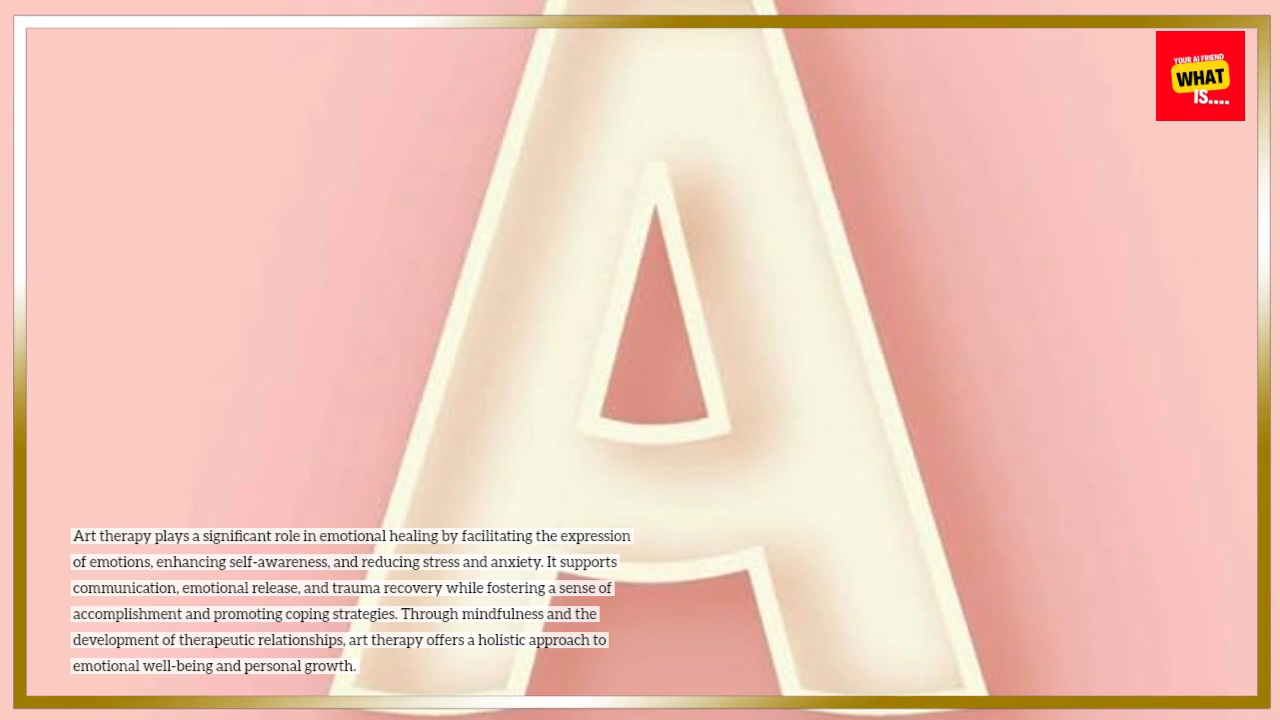 YOUR AI FRIEND
WHAT
IS....
Art therapy plays a significant role in emotional healing by facilitating the expression
of emotions, enhancing self-awareness, and reducing stress and anxiety. It supports
communication, emotional release, and trauma recovery while fostering a sense of
accomplishment and promoting coping strategies. Through mindfulness and the
development of therapeutic relationships, art therapy offers a holistic approach to
emotional well-being and personal growth.
A